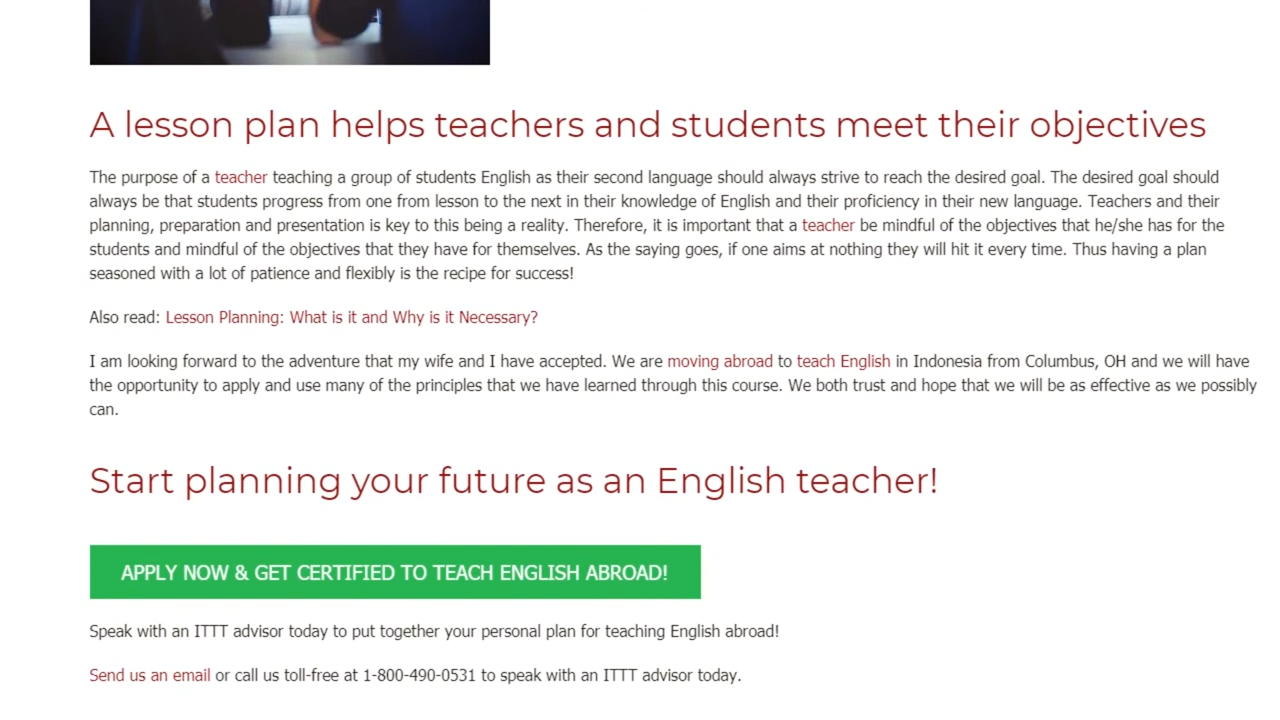 A lesson plan helps teachers and students meet their objectives
The purpose of a teacher teaching a group of students English as their second language should always strive to reach the desired goal. The desired goal should
always be that students progress from one from lesson to the next in their knowledge of English and their proficiency in their new language. Teachers and their
planning, preparation and presentation is key to this being a reality. Therefore, it is important that a teacher be mindful of the objectives that he/she has for the
students and mindful of the objectives that they have for themselves. As the saying goes, if one aims at nothing they will hit it every time. Thus having a plan
seasoned with a lot of patience and flexibly is the recipe for success!
Also read: Lesson Planning: What is it and Why is it Necessary?
I am looking forward to the adventure that my wife and I have accepted. We are moving abroad to teach English in Indonesia from Columbus, OH and we will have
the opportunity to apply and use many of the principles that we have learned through this course. We both trust and hope that we will be as effective as we possibly
can.
Start planning your future as an English teacher!
APPLY NOW & GET CERTIFIED TO TEACH ENGLISH ABROAD!
Speak with an ITTT advisor today to put together your personal plan for teaching English abroad!
Send us an email or call us toll-free at 1-800-490-0531 to speak with an ITTT advisor today.